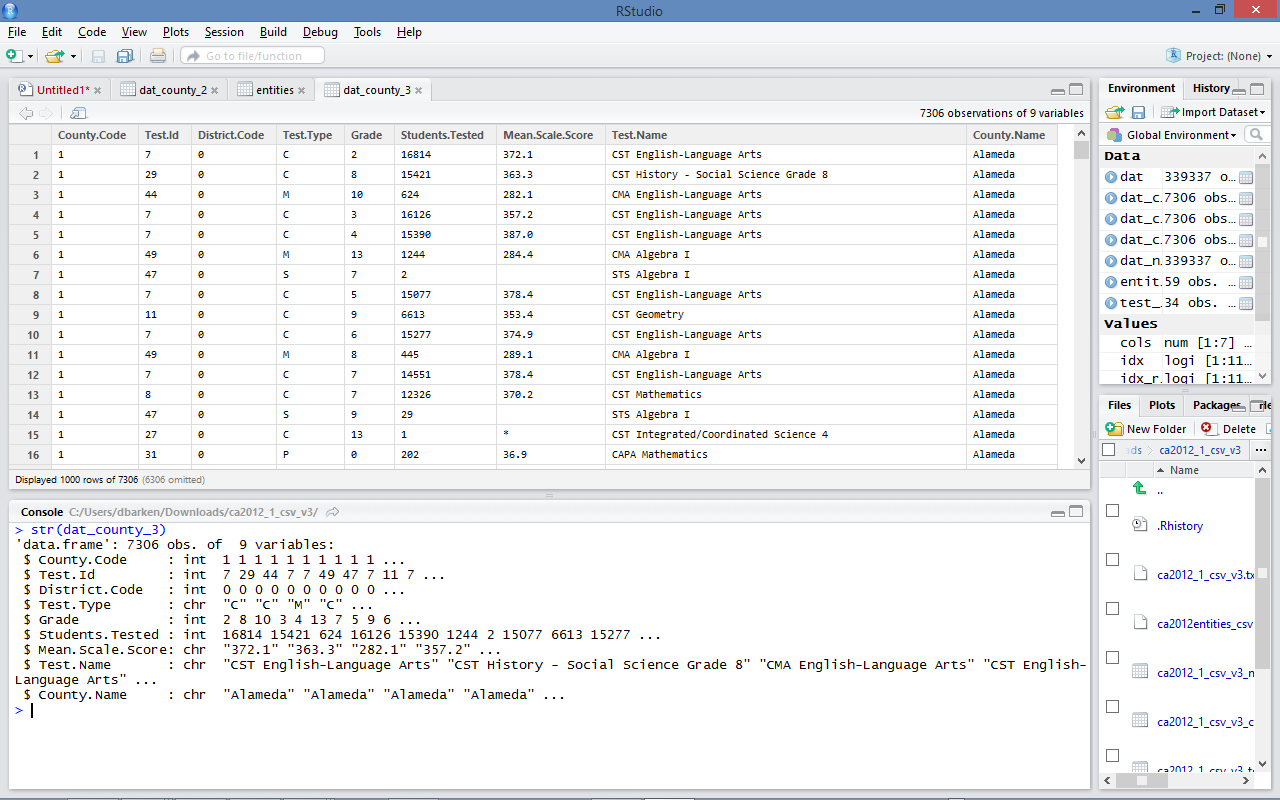 RStudio
File Edit Code View Plots Session Build Debug Tools Help
Go to file/function Project: (None)
Untitled1* dat_county_2 entities dat_county_3
7306 observations of 9 variables
County.Code Test.Id District.Code Test.Type Grade Students.Tested Mean.Scale.Score Test.Name County.Name
1 1 7 0 C 2 16814 372.1 CST English-Language Arts Alameda
2 1 29 0 C 8 15421 363.3 CST History - Social Science Grade 8 Alameda
3 1 44 0 M 10 624 282.1 CMA English-Language Arts Alameda
4 1 7 0 C 3 16126 357.2 CST English-Language Arts Alameda
5 1 7 0 C 4 15390 387.0 CST English-Language Arts Alameda
6 1 49 0 M 13 1244 284.4 CMA Algebra I Alameda
7 1 47 0 S 7 2 STS Algebra I Alameda
8 1 7 0 C 5 15077 378.4 CST English-Language Arts Alameda
9 1 11 0 C 9 6613 353.4 CST Geometry Alameda
10 1 7 0 C 6 15277 374.9 CST English-Language Arts Alameda
11 1 49 0 M 8 445 289.1 CMA Algebra I Alameda
12 1 7 0 C 7 14551 378.4 CST English-Language Arts Alameda
13 1 8 0 C 7 12326 370.2 CST Mathematics Alameda
14 1 47 0 S 9 29 STS Algebra I Alameda
15 1 27 0 C 13 1 * CST Integrated/Coordinated Science 4 Alameda
16 1 31 0 P 0 202 36.9 CAPA Mathematics Alameda
Displayed 1000 rows of 7306 (6306 omitted)
Console C:/Users/dbarken/Downloads/ca2012_1_csv_v3/
> str(dat_county_3)
'data.frame': 7306 obs. of 9 variables:
$ County.Code : int 1 1 1 1 1 1 1 1 1 1 ...
$ Test.Id : int 7 29 44 7 7 49 47 7 11 7 ...
$ District.Code : int 0 0 0 0 0 0 0 0 0 0 ...
$ Test.Type : chr "C" "C" "M" "C" ...
$ Grade : int 2 8 10 3 4 13 7 5 9 6 ...
$ Students.Tested : int 16814 15421 624 16126 15390 1244 2 15077 6613 15277 ...
$ Mean.Scale.Score: chr "372.1" "363.3" "282.1" "357.2" ...
$ Test.Name : chr "CST English-Language Arts" "CST History - Social Science Grade 8" "CMA English-Language Arts" "CST English-
Language Arts" ...
$ County.Name : chr "Alameda" "Alameda" "Alameda" "Alameda" ...
>
Environment History
Import Dataset
Global Environment
Data
dat 339337 o...
dat_c... 7306 obs...
dat_c... 7306 obs...
dat_c... 7306 obs...
dat_n... 339337 o...
entit... 59 obs. ...
test_... 34 obs. ...
Values
cols num [1:7] ...
idx logi [1:11...
idx_r... logi [1:11...
Files Plots Packages
New Folder Delete
ds ca2012_1_csv_v3 ...
Name
..
.Rhistory
ca2012_1_csv_v3.tx
ca2012entities_csv
ca2012_1_csv_v3_n
ca2012_1_csv_v3_c
ca2012_1_csv_v3_t